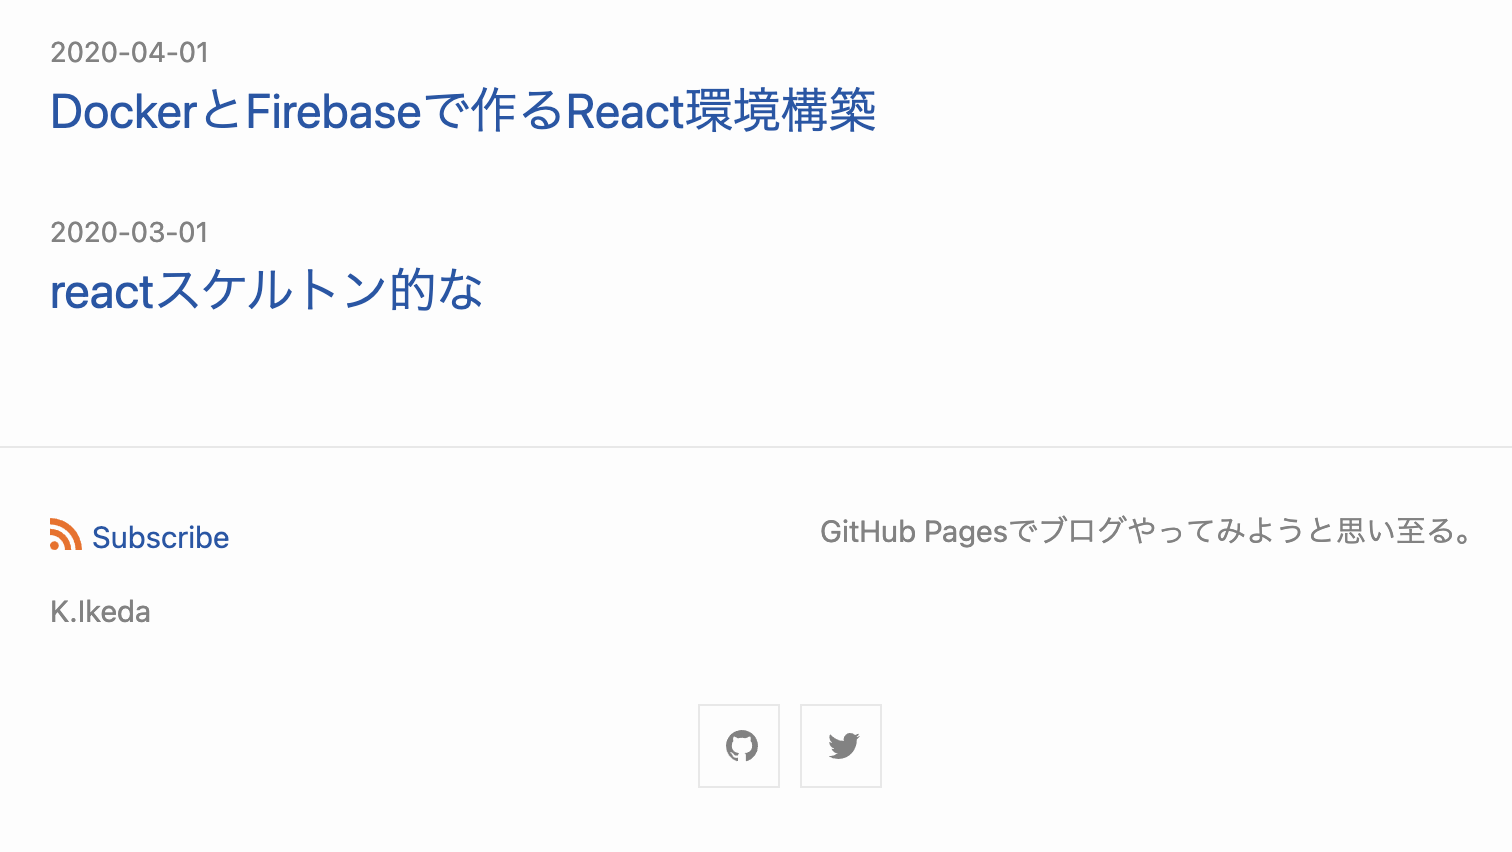 2020-04-01
DockerとFirebaseで作るReact環境構築
2020-03-01
reactスケルトン的な
Subscribe
K.Ikeda
GitHub Pagesでブログやってみようと思い至る。